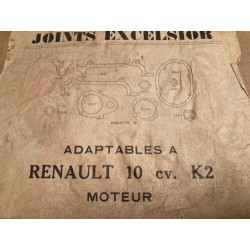 JOINTS EXCELSIOR
ADAPTABLES A
RENAULT 10 cv. K2
MOTEUR